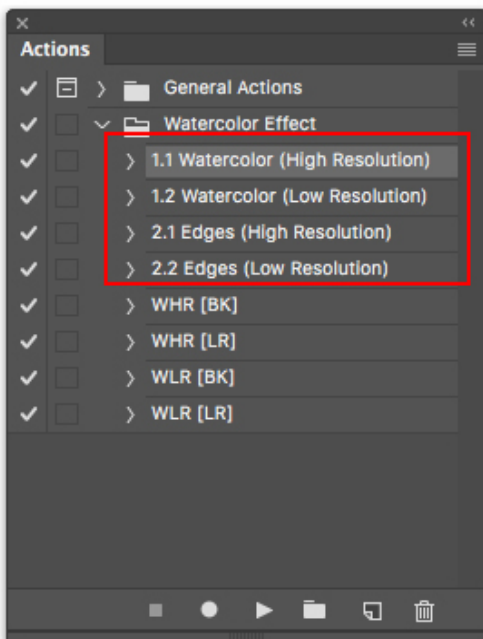 Actions
General Actions
Watercolor Effect
1.1 Watercolor (High Resolution)
1.2 Watercolor (Low Resolution)
2.1 Edges (High Resolution)
2.2 Edges (Low Resolution)
WHR [BK]
WHR [LR]
WLR [BK]
WLR [LR]